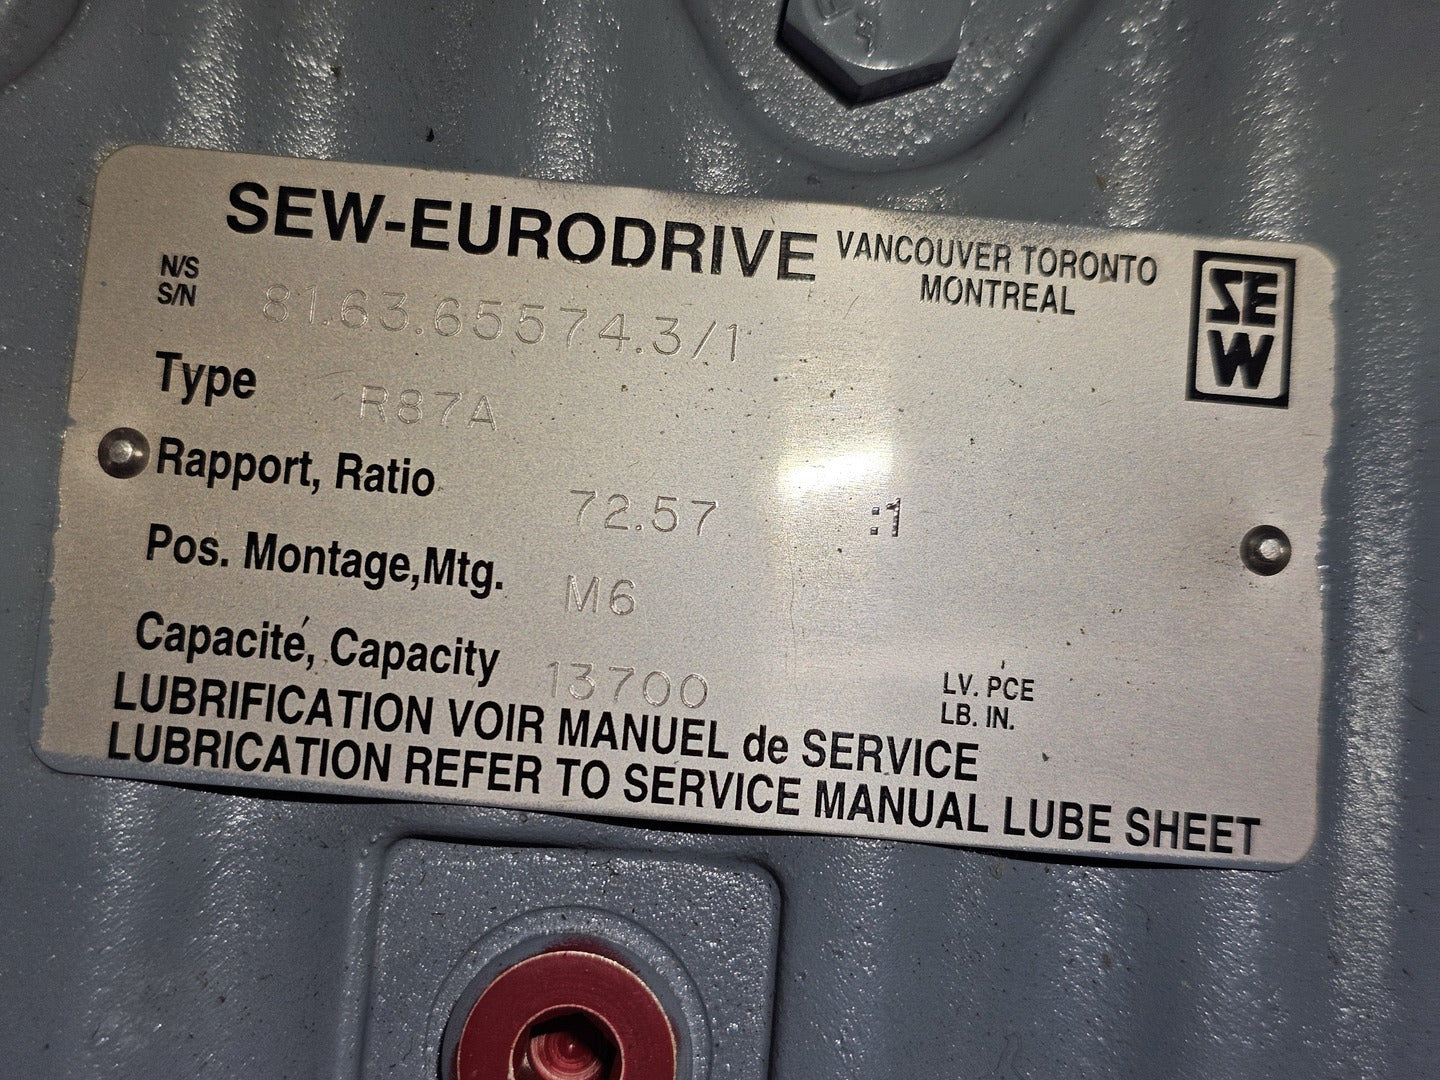 SEW-EURODRIVE VANCOUVER TORONTO
MONTREAL
SEW
N/S
S/N 81.63.65574.3/1
Type R87A
Rapport, Ratio 72.57 :1
Pos. Montage,Mtg. M6
Capacité, Capacity 13700 LV. PCE
LB. IN.
LUBRIFICATION VOIR MANUEL de SERVICE
LUBRICATION REFER TO SERVICE MANUAL LUBE SHEET